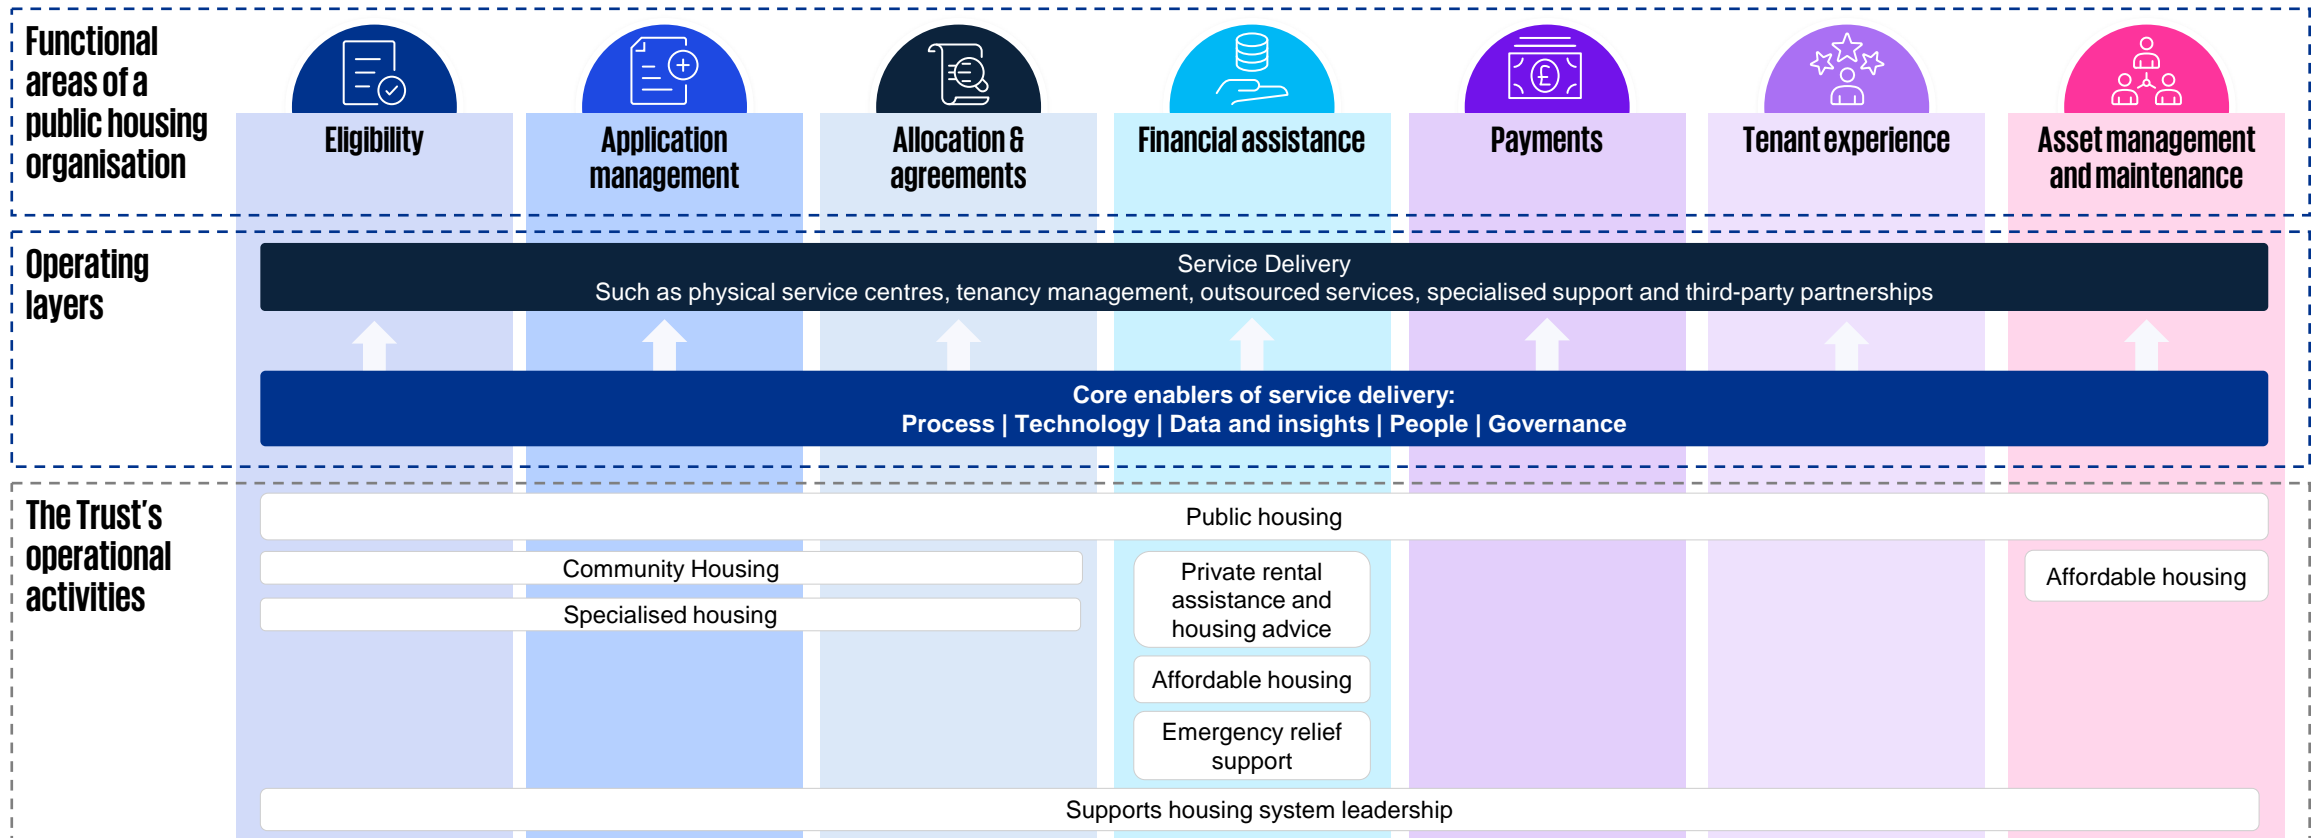 Functional
areas of a
public housing
organisation
Eligibility
Application
management
Allocation &
agreements
Financial assistance
£
Payments
Tenant experience
Asset management
and maintenance
Operating
layers
Service Delivery
Such as physical service centres, tenancy management, outsourced services, specialised support and third-party partnerships
Core enablers of service delivery:
Process | Technology | Data and insights | People | Governance
The Trust's
operational
activities
Public housing
Community Housing
Specialised housing
Private rental
assistance and
housing advice
Affordable housing
Emergency relief
support
Affordable housing
Supports housing system leadership